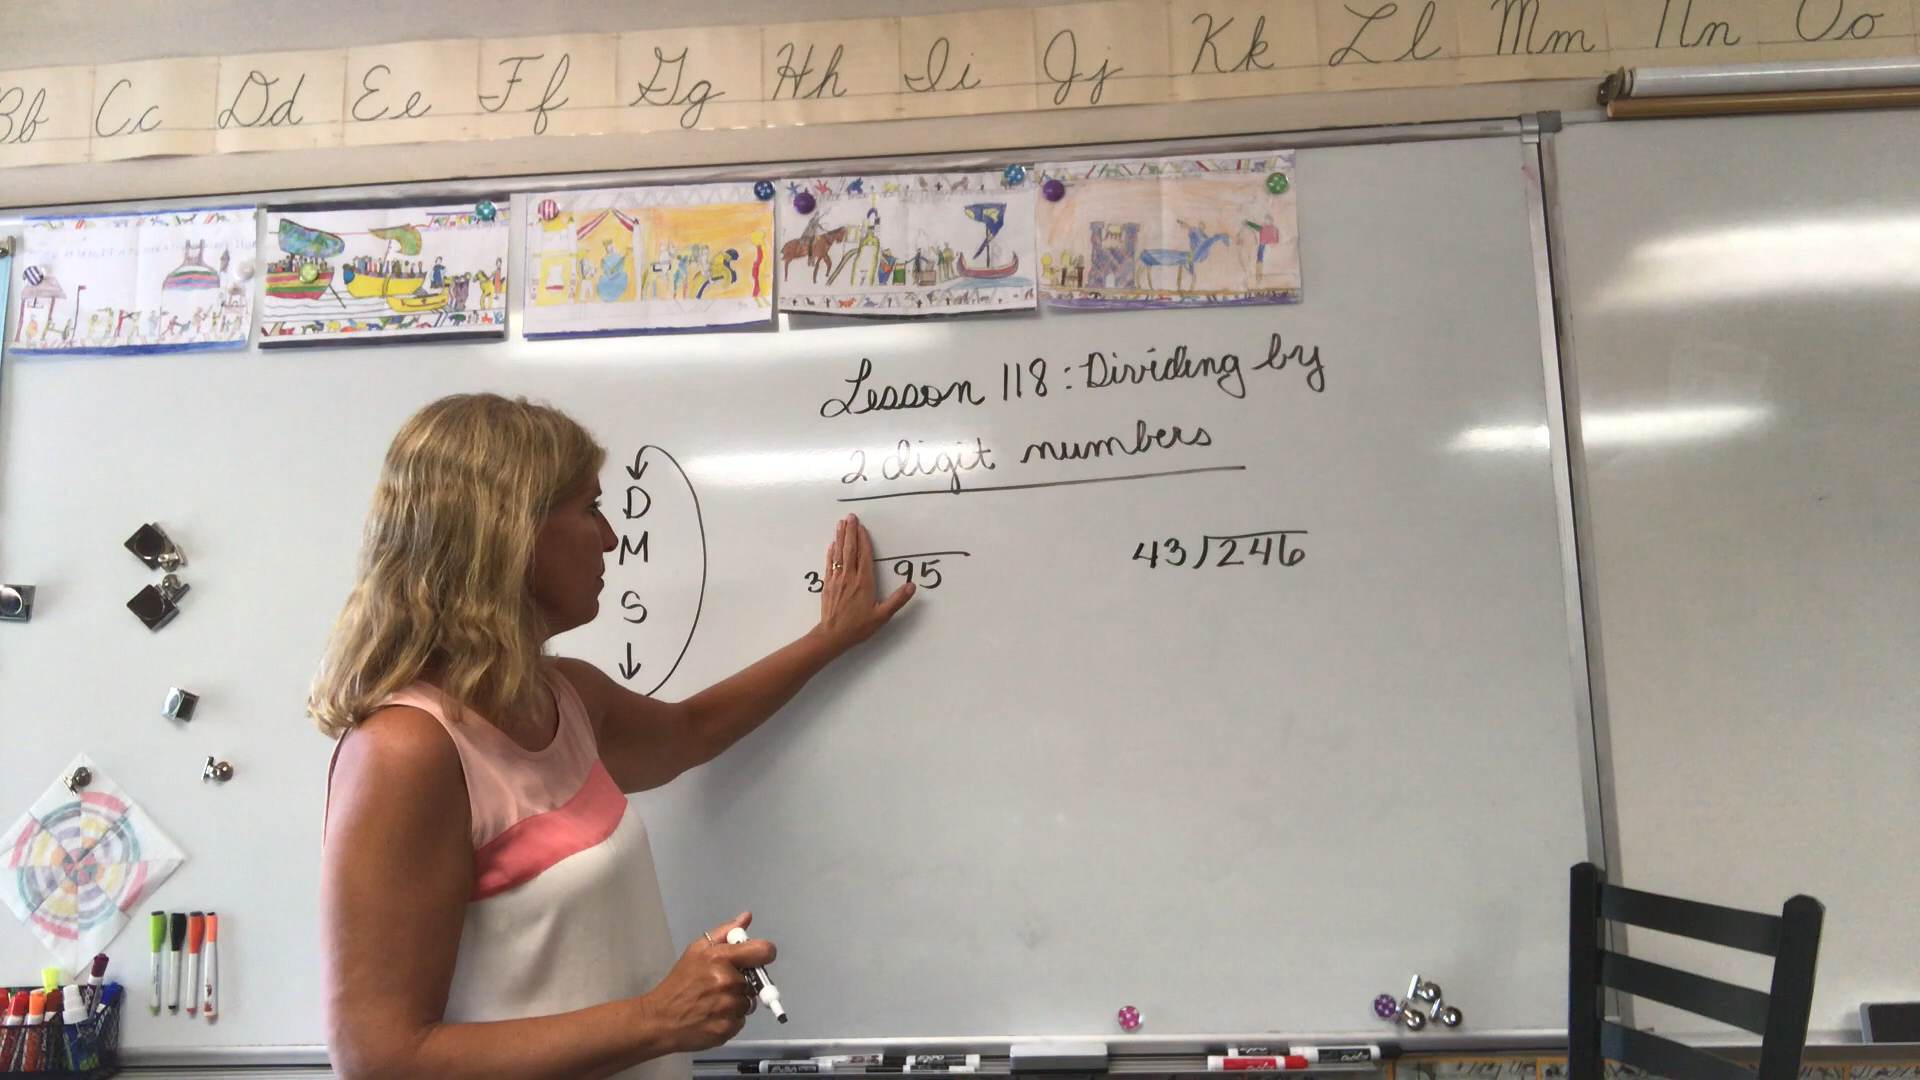 Bb Cc Dd Ee Ff Gg Hh Ii Jj Kk Ll Mm Nn Oo
Lesson 118: Dividing by
2 digit numbers
D
M
S
3
95
43)246